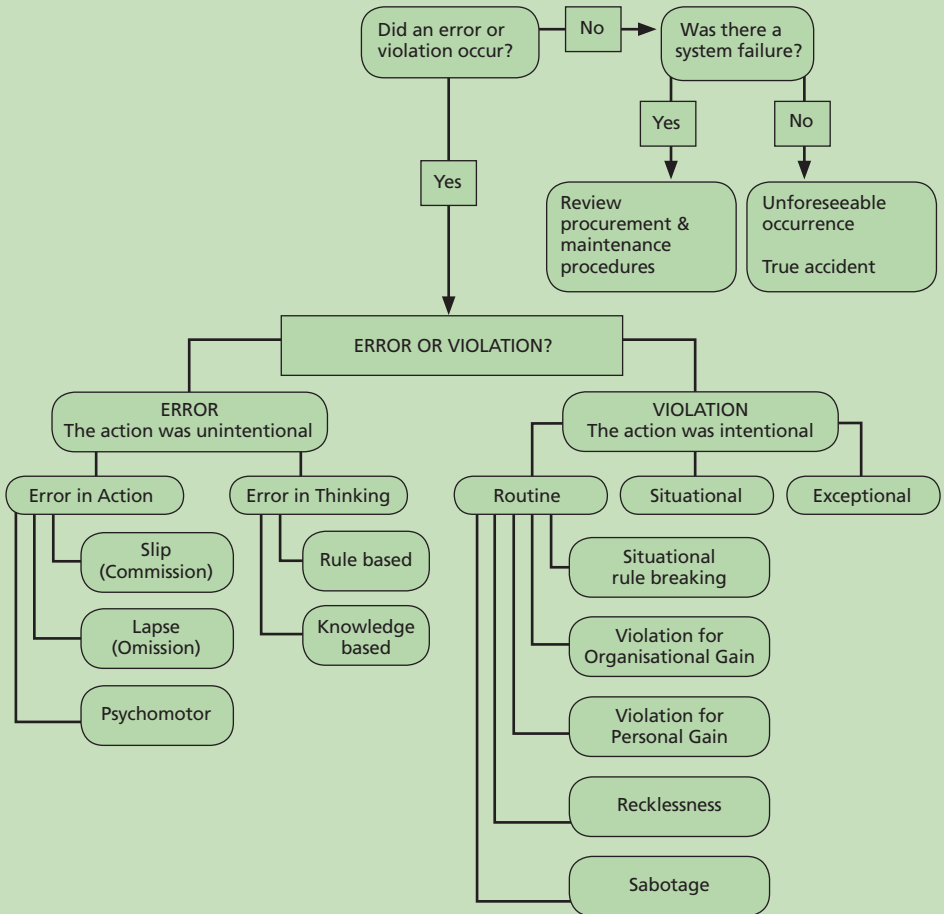 Did an error or
violation occur?
No
Was there a
system failure?
Yes
No
Yes
Review
procurement &
maintenance
procedures
Unforeseeable
occurrence
True accident
ERROR OR VIOLATION?
ERROR
The action was unintentional
VIOLATION
The action was intentional
Error in Action
Error in Thinking
Routine
Situational
Exceptional
Slip
(Commission)
Rule based
Situational
rule breaking
Lapse
(Omission)
Knowledge
based
Violation for
Organisational Gain
Psychomotor
Violation for
Personal Gain
Recklessness
Sabotage